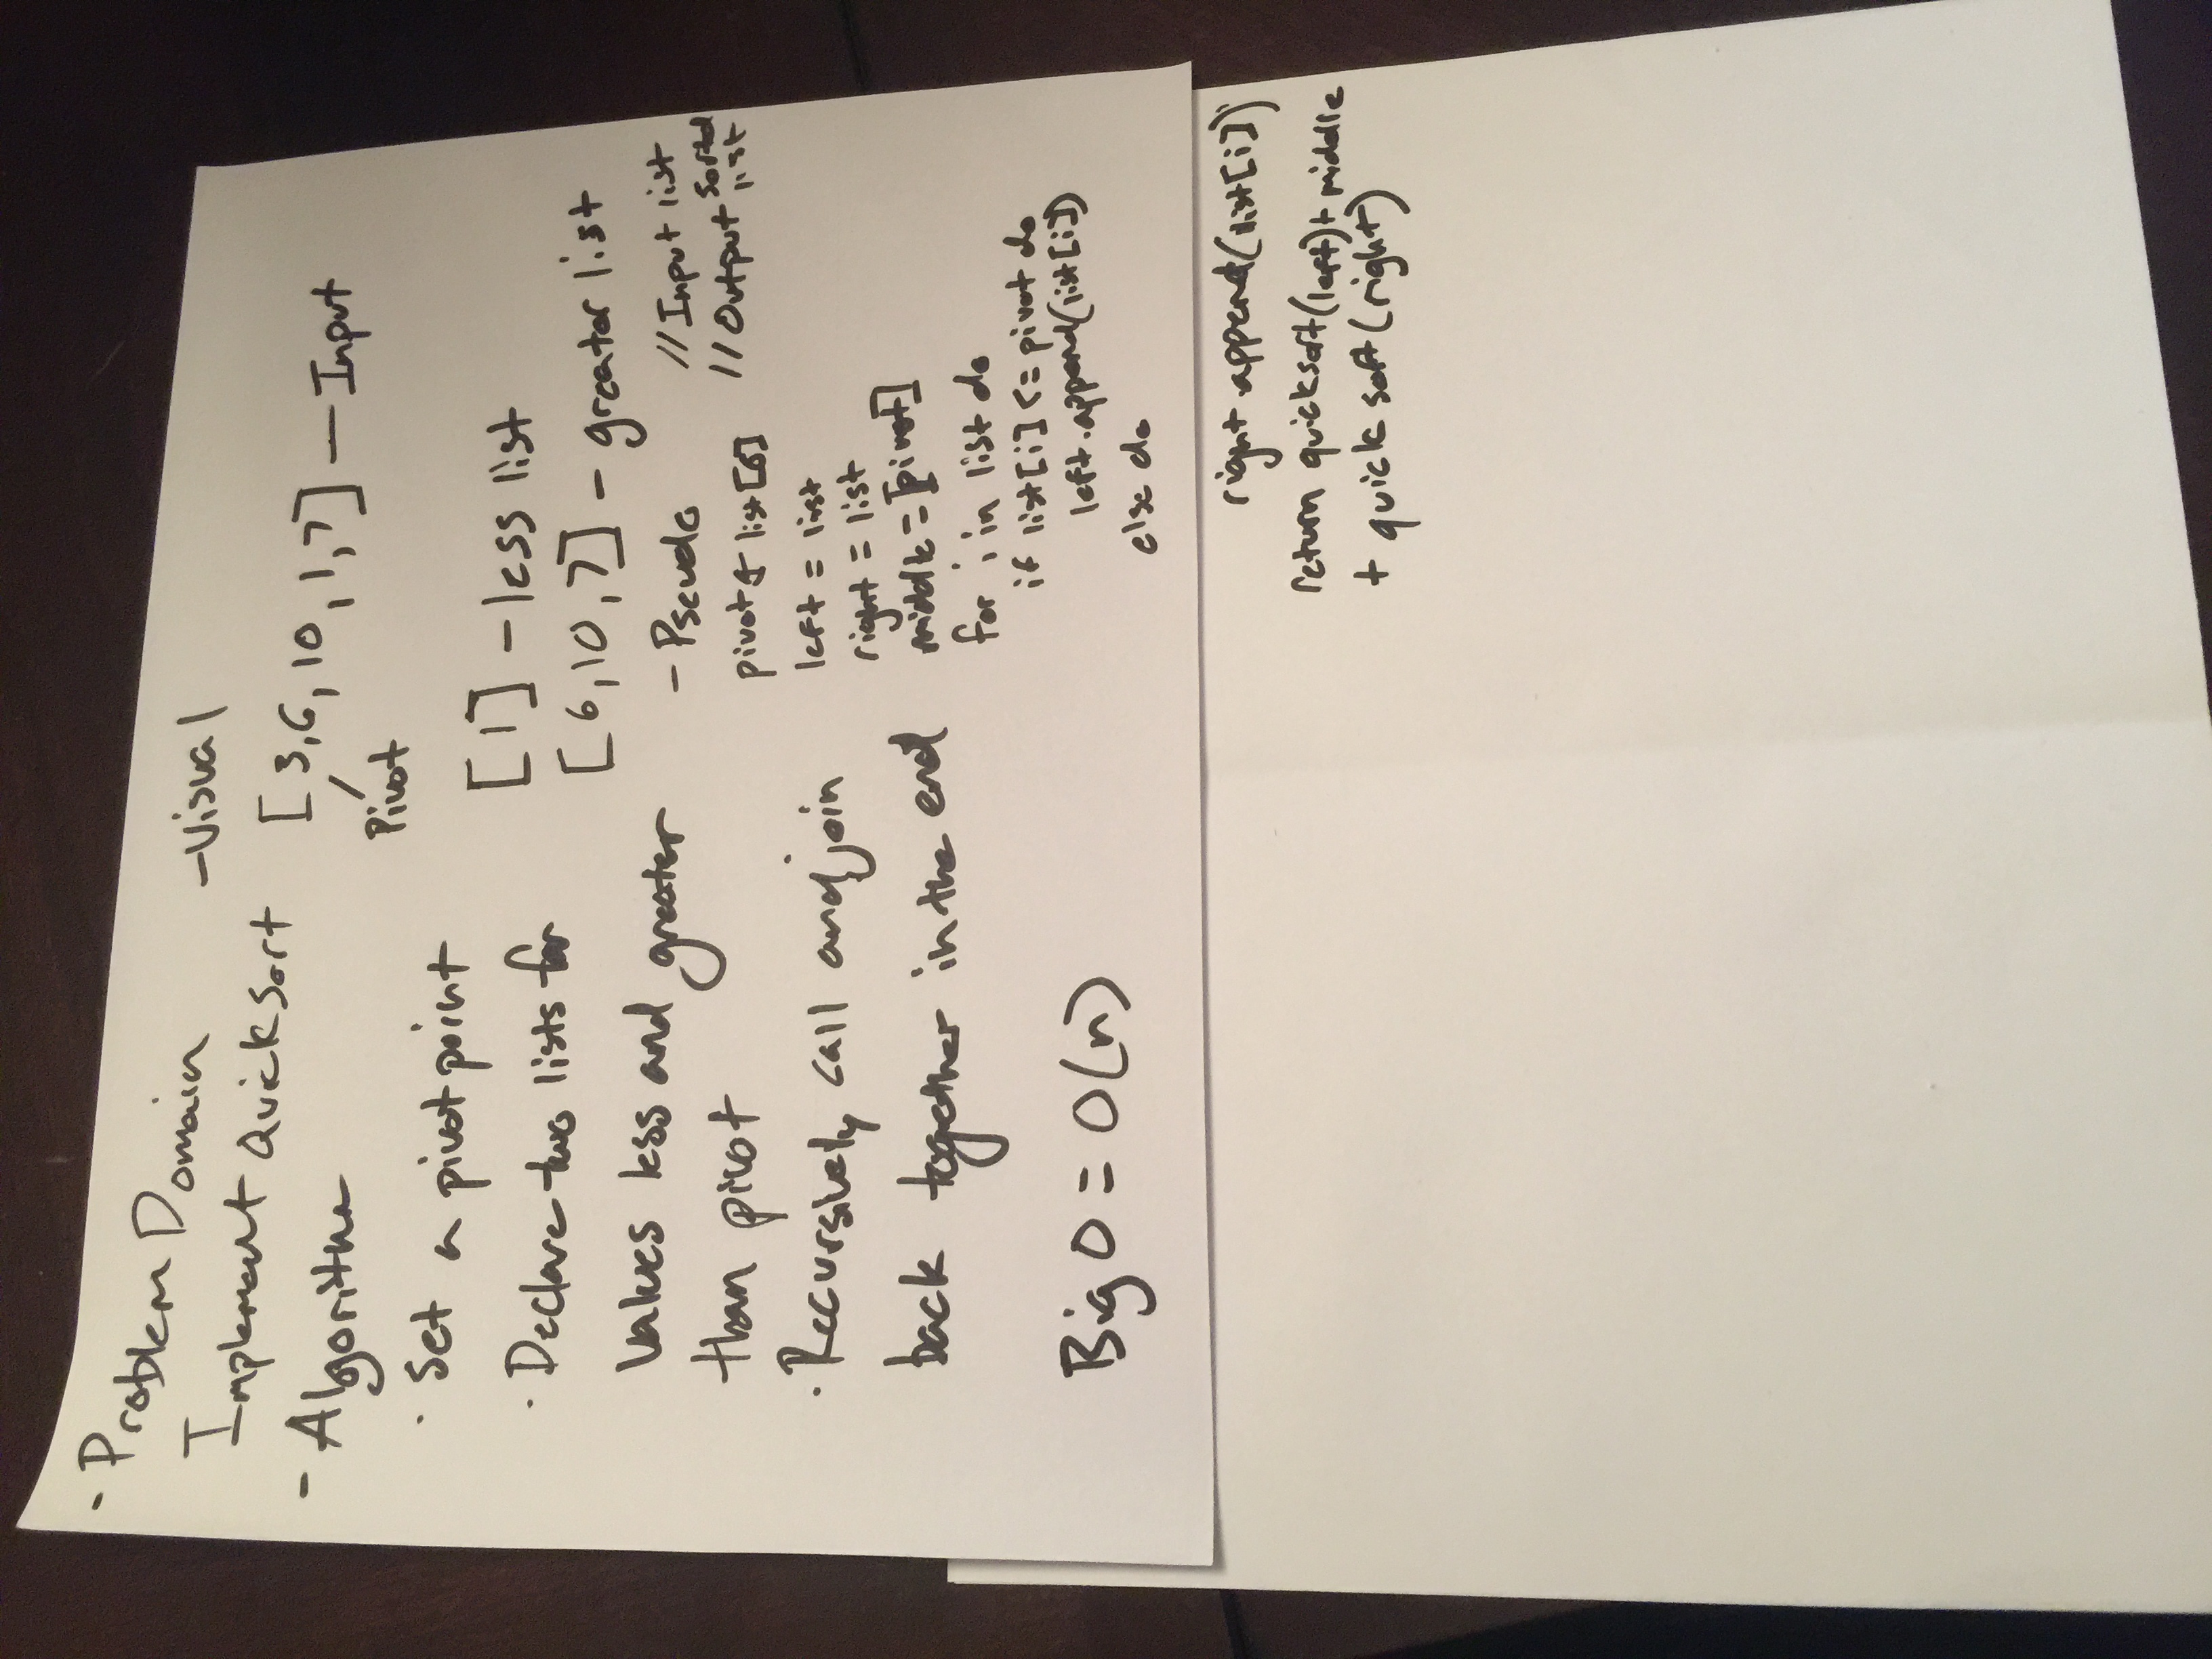 - Problem Domain
Implement Quicksort
- Algorithm
· Set a pivot point
· Declare two lists for
values less and greater
than pivot
· Recursively call and join
back together in the end
Big O = O(n)
- Visual
[3,6,10,1,7] — Input
Pivot
[1] - less list
[6,10,7] - greater list
- Pseudo
// Input list
// Output sorted
list
pivot list[0]
left = list
right = list
middle = [pivot]
for i in list do
if list[i] <= pivot do
left.append(list[i])
else do
right.append(list[i])
return quicksort(left)+ middle
+ quick soft(right)